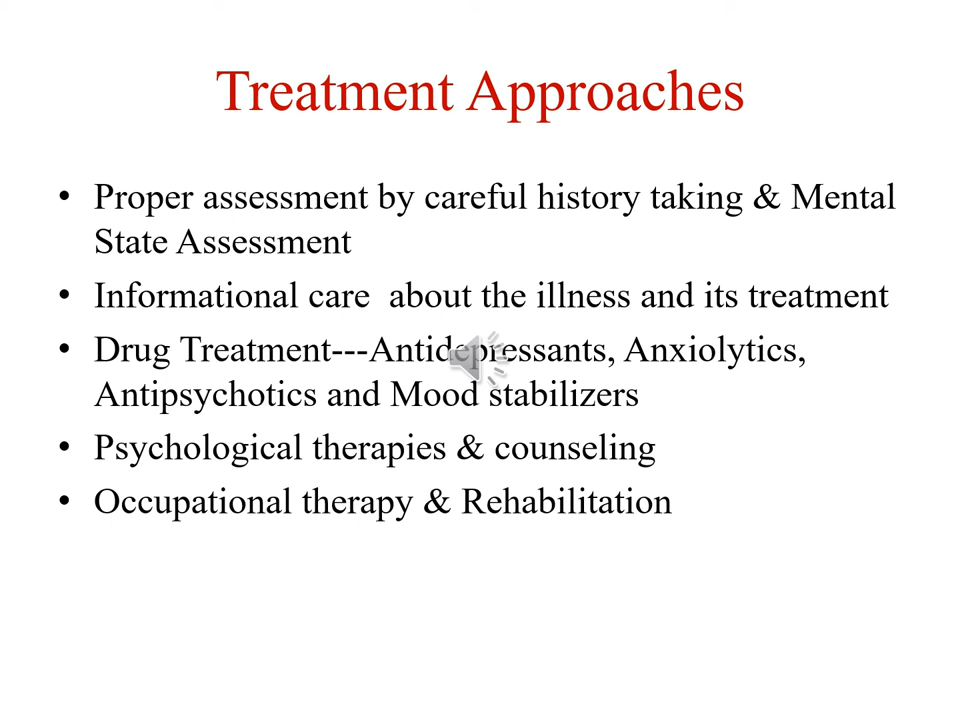 Treatment Approaches
• Proper assessment by careful history taking & Mental
State Assessment
• Informational care  about the illness and its treatment
• Drug Treatment---Antidepressants, Anxiolytics,
Antipsychotics and Mood stabilizers
• Psychological therapies & counseling
• Occupational therapy & Rehabilitation